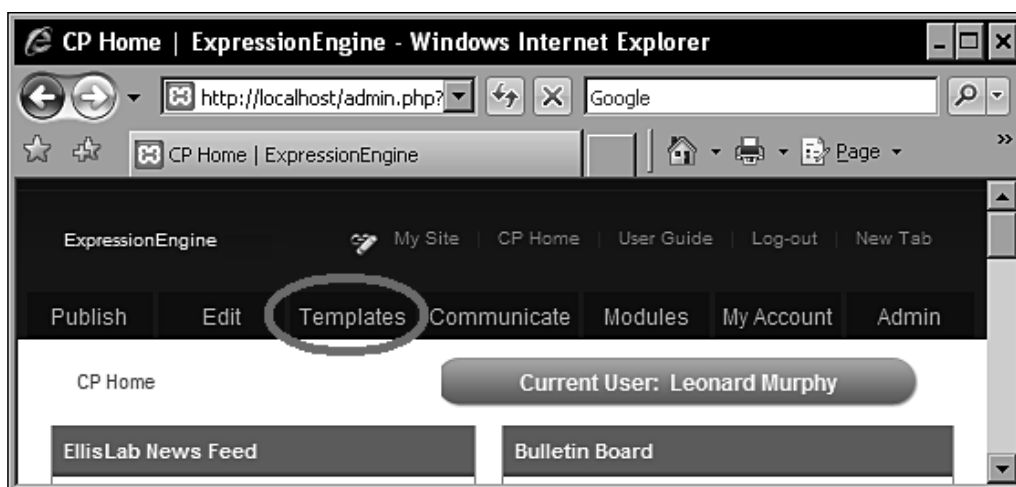 CP Home | ExpressionEngine - Windows Internet Explorer
http://localhost/admin.php?
Google
CP Home | ExpressionEngine
Page
»
ExpressionEngine
My Site | CP Home | User Guide | Log-out | New Tab
Publish Edit Templates Communicate Modules My Account Admin
CP Home
Current User: Leonard Murphy
EllisLab News Feed
Bulletin Board